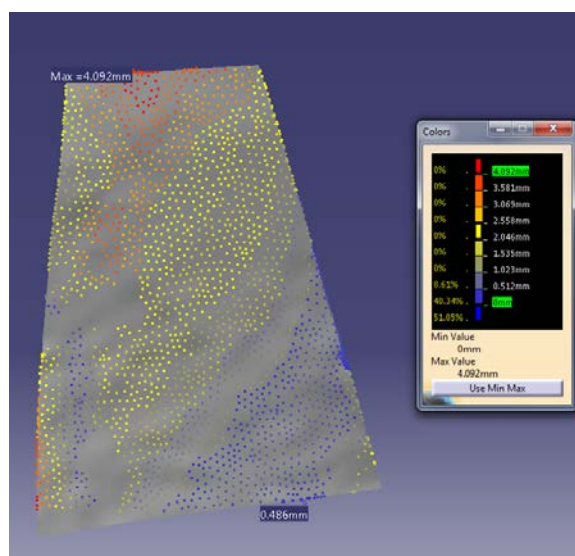 Max =4.092mm
0.486mm
Colors
0% 4.092mm
0% 3.581mm
0% 3.069mm
0% 2.558mm
0% 2.046mm
0% 1.535mm
0% 1.023mm
8.61% 0.512mm
40.34% 0mm
51.05%
Min Value
0mm
Max Value
4.092mm
Use Min Max